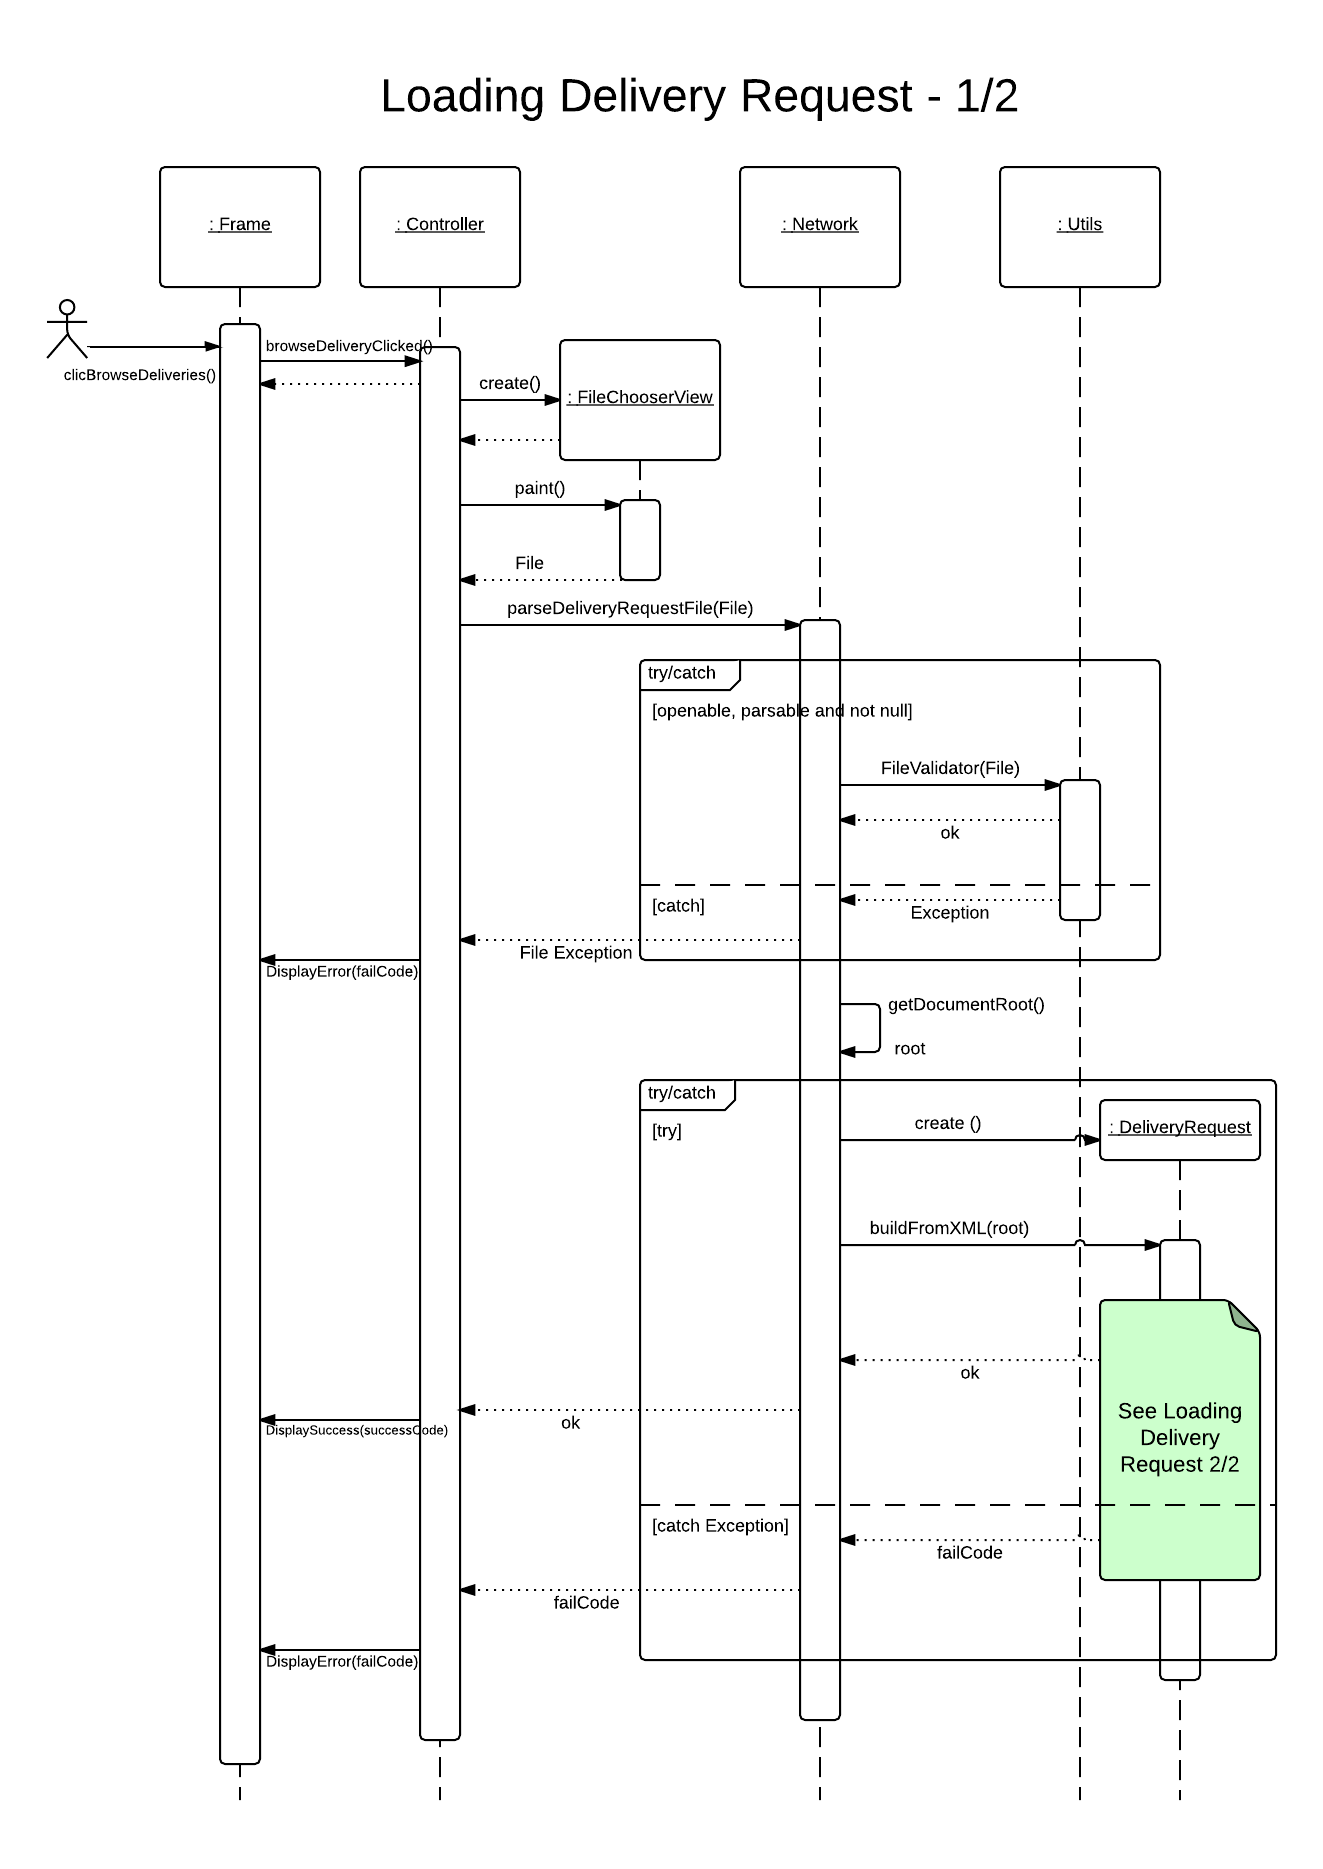 Loading Delivery Request - 1/2
: Frame
: Controller
: Network
: Utils
browseDeliveryClicked()
clicBrowseDeliveries()
create()
: FileChooserView
paint()
File
parseDeliveryRequestFile(File)
try/catch
[openable, parsable and not null]
FileValidator(File)
ok
[catch]
Exception
File Exception
DisplayError(failCode)
getDocumentRoot()
root
try/catch
[try]
create ()
: DeliveryRequest
buildFromXML(root)
ok
See Loading
Delivery
Request 2/2
ok
DisplaySuccess(successCode)
[catch Exception]
failCode
failCode
DisplayError(failCode)